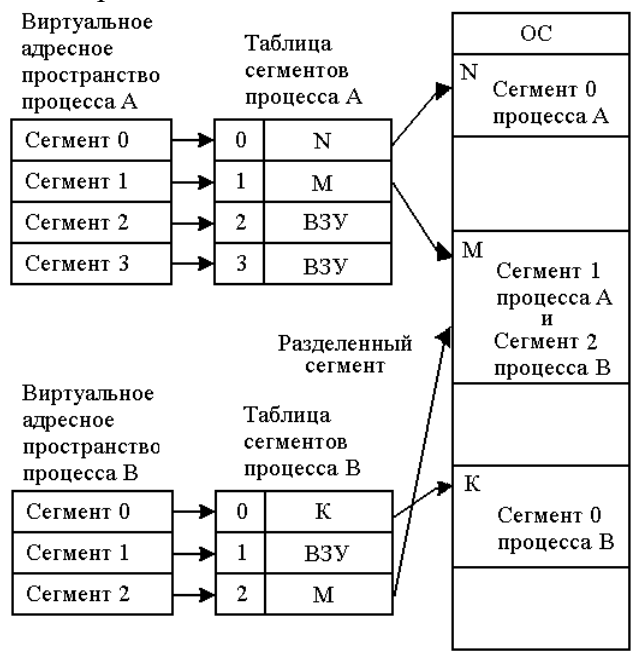 Виртуальное
адресное
пространство
процесса А
Таблица
сегментов
процесса А
Сегмент 0
0
N
Сегмент 1
1
М
Сегмент 2
2
ВЗУ
Сегмент 3
3
ВЗУ
ОС
N
Сегмент 0
процесса А
М
Сегмент 1
процесса А
и
Сегмент 2
процесса В
К
Сегмент 0
процесса В
Разделенный
сегмент
Виртуальное
адресное
пространство
процесса В
Таблица
сегментов
процесса В
Сегмент 0
0
К
Сегмент 1
1
ВЗУ
Сегмент 2
2
М